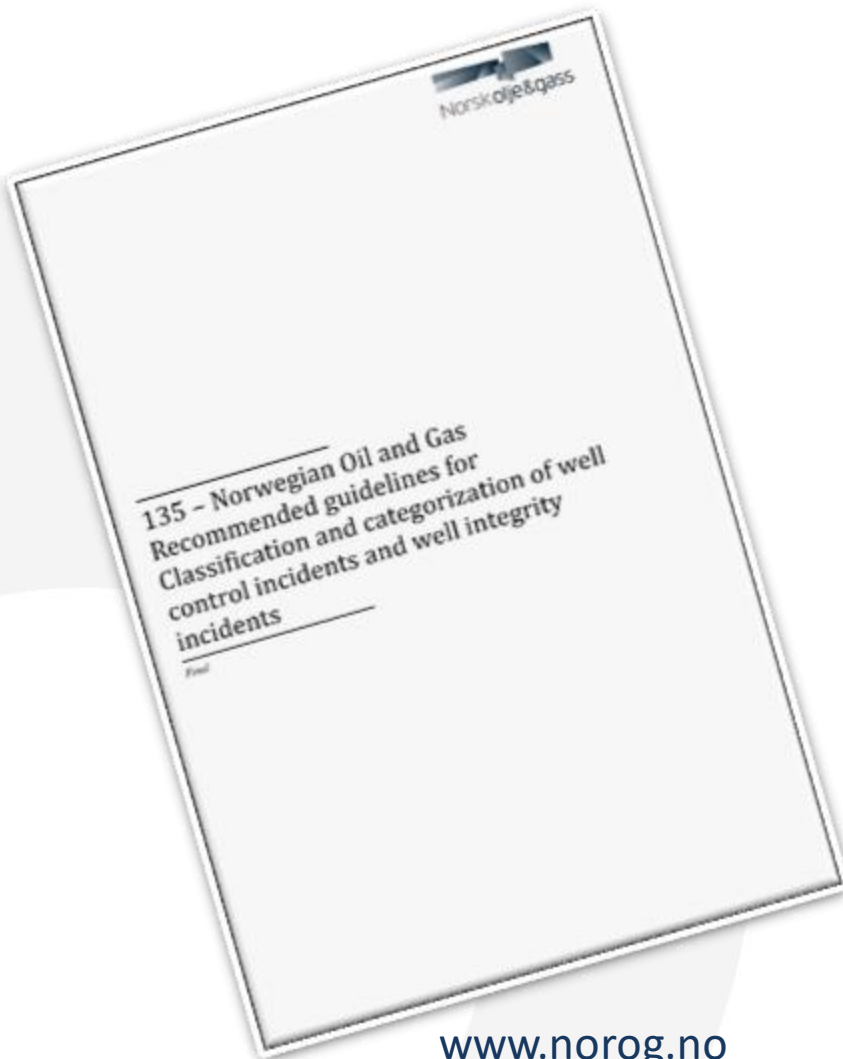 Norskolje&gass
135 – Norwegian Oil and Gas
Recommended guidelines for
Classification and categorization of well
control incidents and well integrity
incidents
www.norog.no